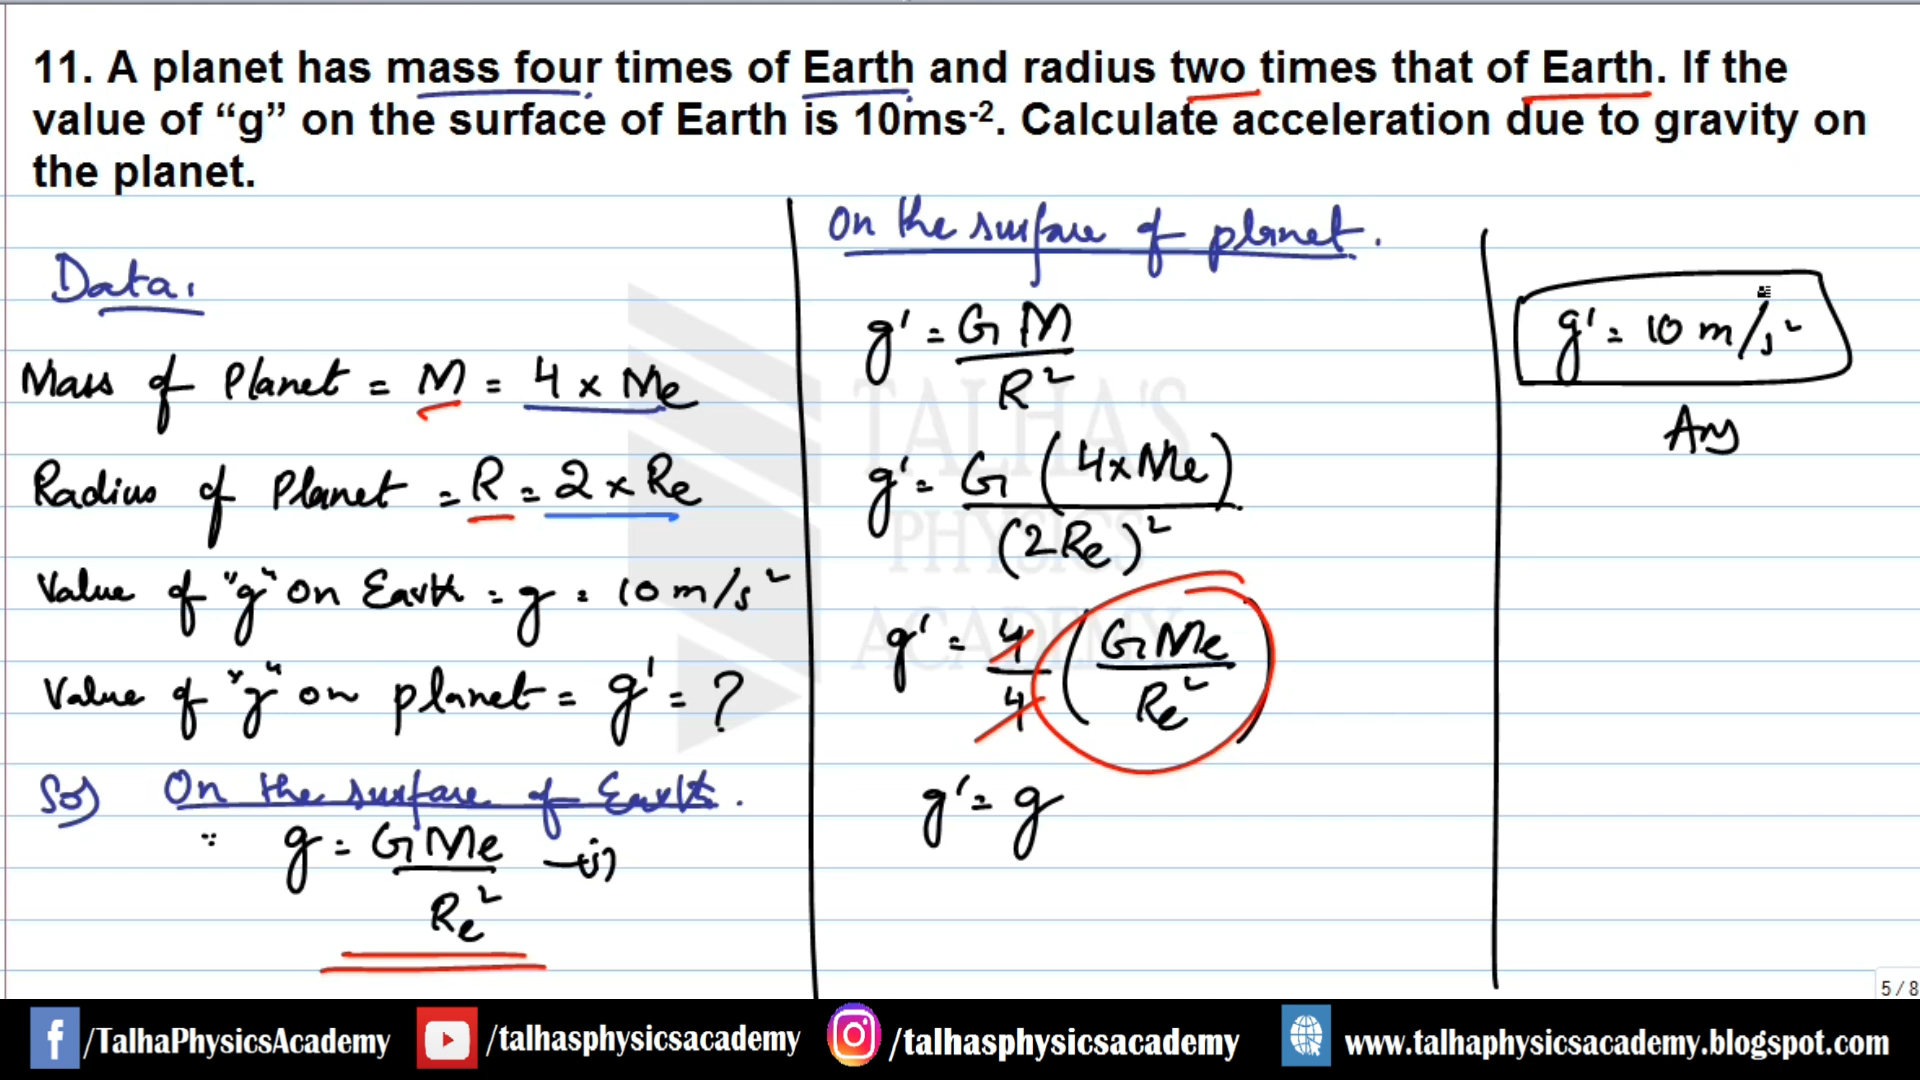 11. A planet has mass four times of Earth and radius two times that of Earth. If the
value of “g” on the surface of Earth is 10ms-2. Calculate acceleration due to gravity on
the planet.
Data.
Mass of Planet = M = 4 x Me
Radius of Planet = R = 2 x Re
Value of "g" on Earth = g = 10 m/s²
Value of "g" on planet = g' = ?
Sol On the surface of Earth.
∵ g = GMe / Re² —(i)
On the surface of planet.
g' = G M / R²
g' = G (4xMe) / (2Re)²
g' = 4/4 (GMe / Re²)
g' = g
g' = 10 m/s²
Ans
TALHA'S
PHYSICS
ACADEMY
5 / 8
/TalhaPhysicsAcademy
/talhasphysicsacademy
/talhasphysicsacademy
www.talhaphysicsacademy.blogspot.com